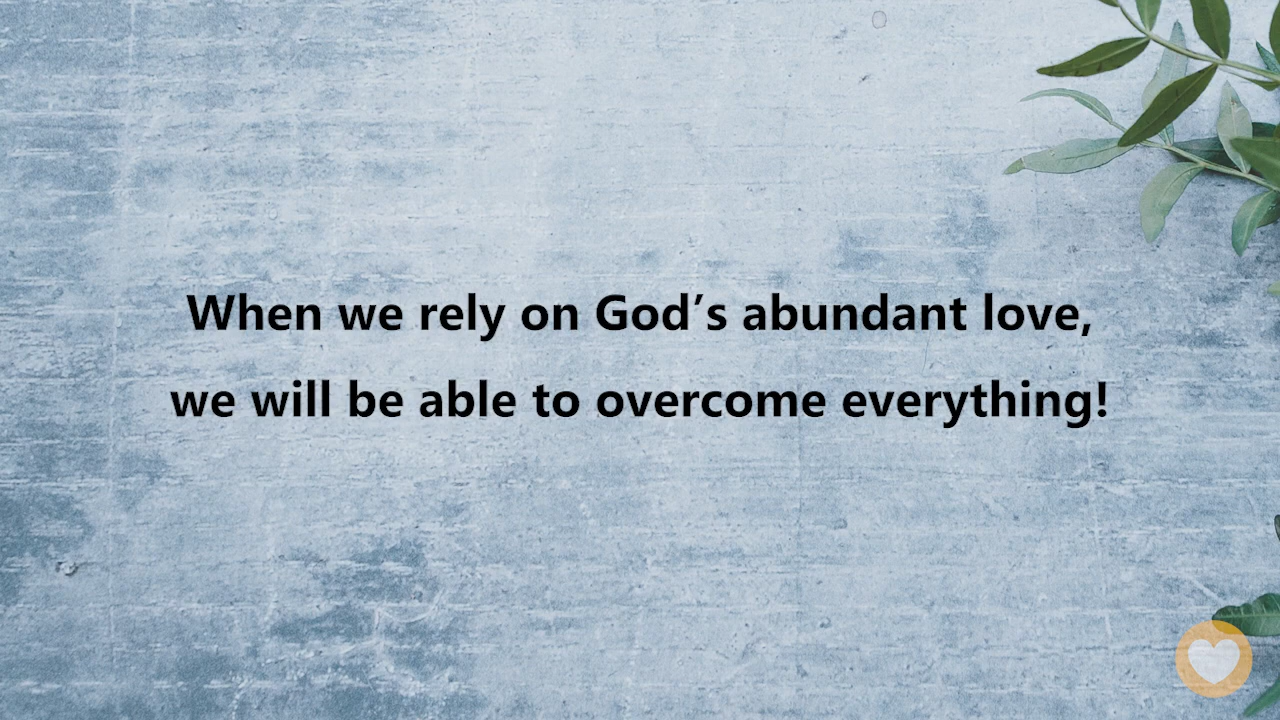 When we rely on God’s abundant love,
we will be able to overcome everything!